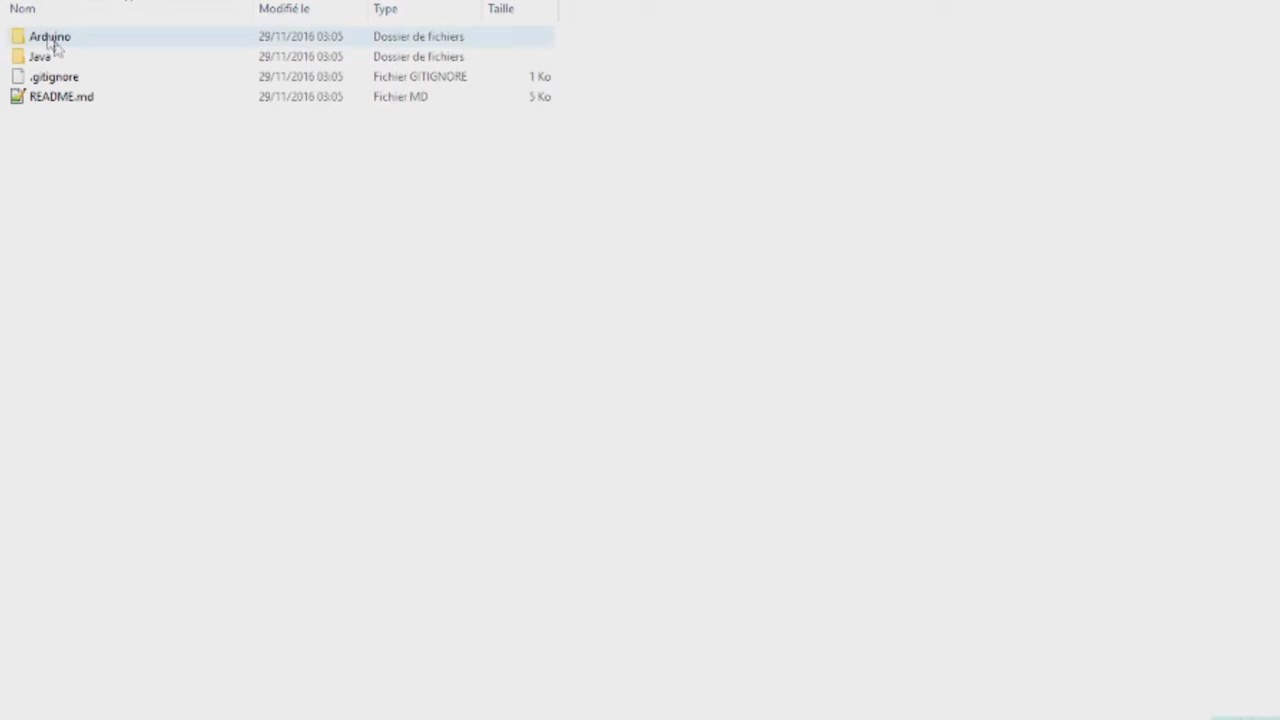 Nom Modifié le Type Taille
Arduino 29/11/2016 03:05 Dossier de fichiers
Java 29/11/2016 03:05 Dossier de fichiers
.gitignore 29/11/2016 03:05 Fichier GITIGNORE 1 Ko
README.md 29/11/2016 03:05 Fichier MD 5 Ko